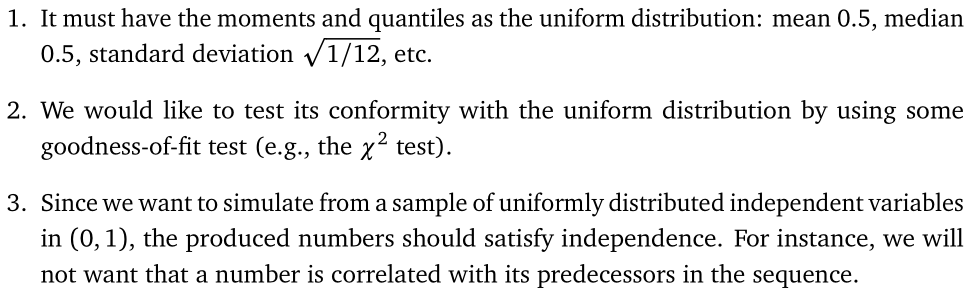 1. It must have the moments and quantiles as the uniform distribution: mean 0.5, median
0.5, standard deviation √1/12, etc.
2. We would like to test its conformity with the uniform distribution by using some
goodness-of-fit test (e.g., the χ² test).
3. Since we want to simulate from a sample of uniformly distributed independent variables
in (0, 1), the produced numbers should satisfy independence. For instance, we will
not want that a number is correlated with its predecessors in the sequence.